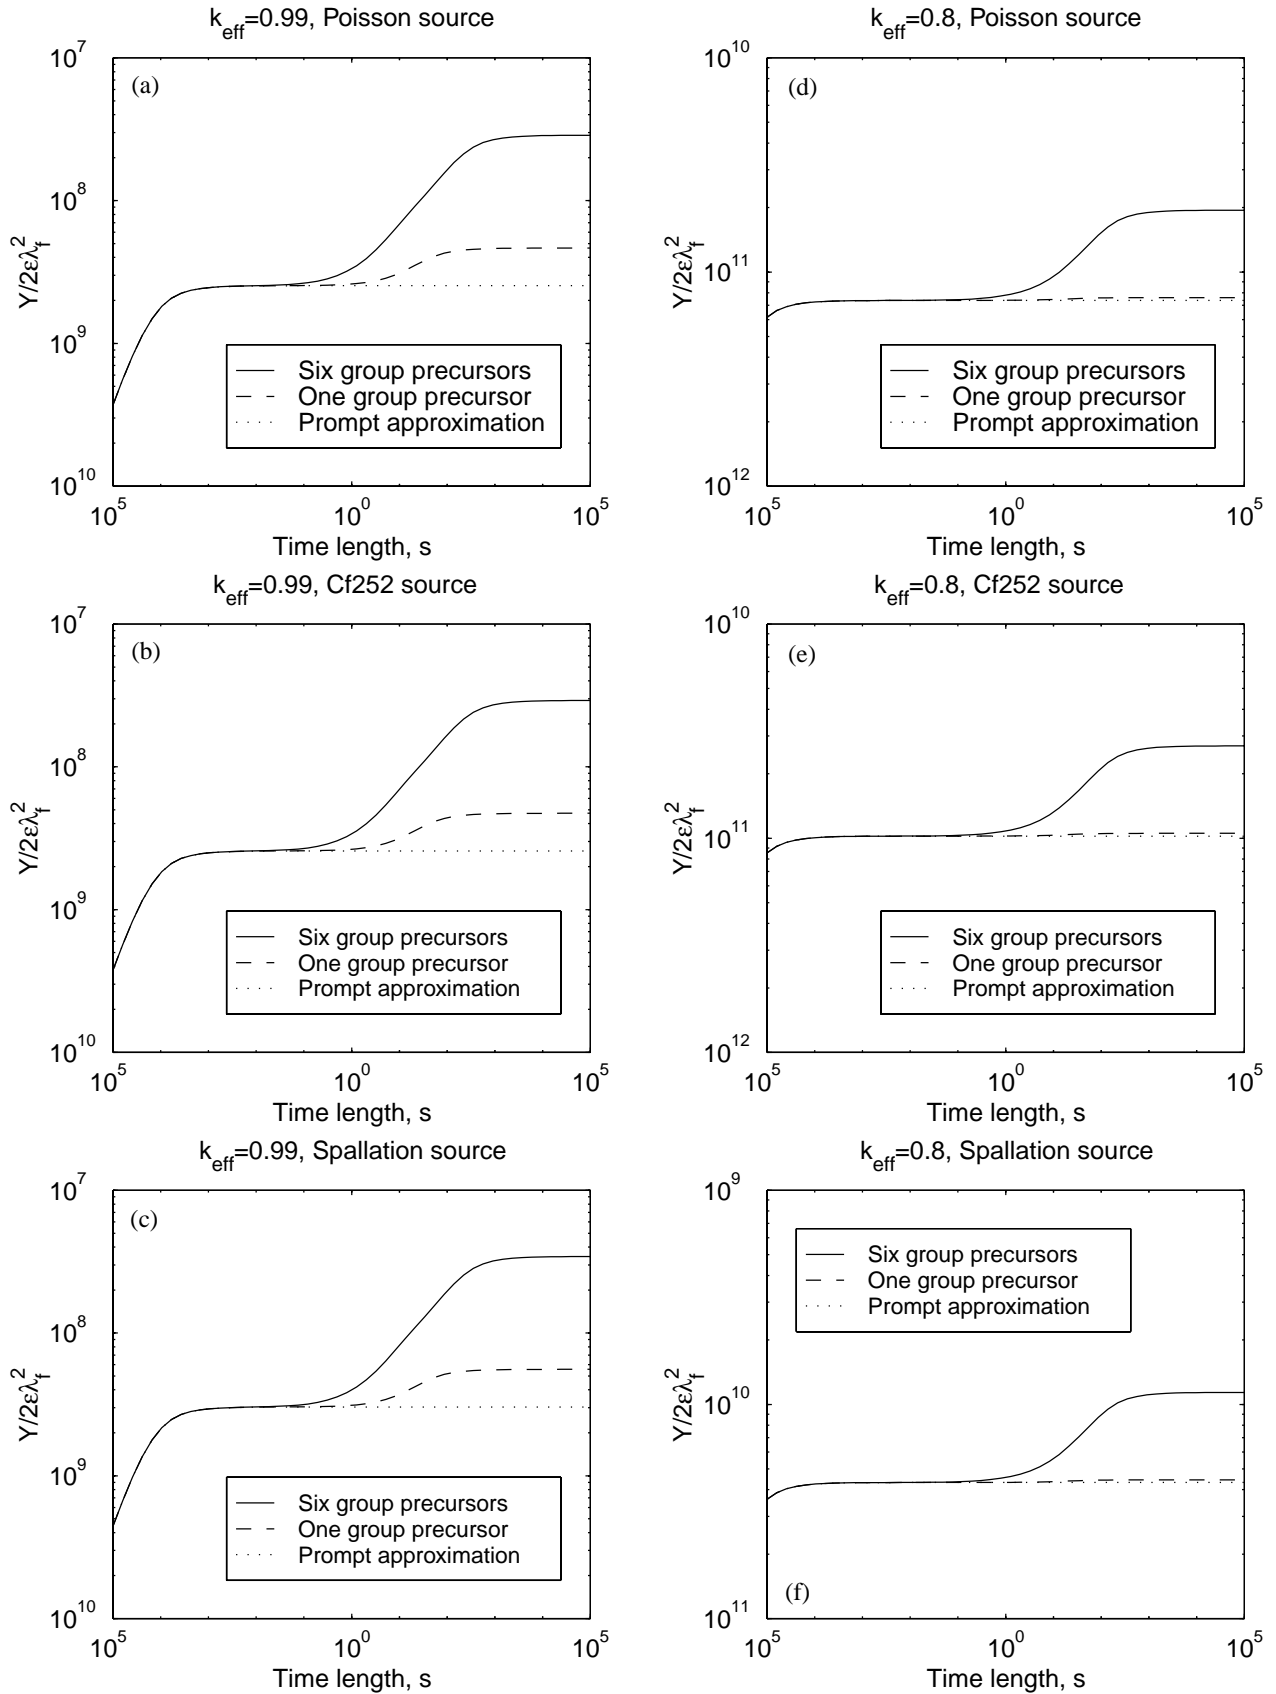 k_eff=0.99, Poisson source
10^7
(a)
10^8
Y/2ελ_f^2
10^9
Six group precursors
One group precursor
Prompt approximation
10^10
10^5
10^0
10^5
Time length, s
k_eff=0.8, Poisson source
10^10
(d)
10^11
Y/2ελ_f^2
Six group precursors
One group precursor
Prompt approximation
10^12
10^5
10^0
10^5
Time length, s
k_eff=0.99, Cf252 source
10^7
(b)
10^8
Y/2ελ_f^2
10^9
Six group precursors
One group precursor
Prompt approximation
10^10
10^5
10^0
10^5
Time length, s
k_eff=0.8, Cf252 source
10^10
(e)
10^11
Y/2ελ_f^2
Six group precursors
One group precursor
Prompt approximation
10^12
10^5
10^0
10^5
Time length, s
k_eff=0.99, Spallation source
10^7
(c)
10^8
Y/2ελ_f^2
10^9
Six group precursors
One group precursor
Prompt approximation
10^10
10^5
10^0
10^5
Time length, s
k_eff=0.8, Spallation source
10^9
Six group precursors
One group precursor
Prompt approximation
10^10
Y/2ελ_f^2
(f)
10^11
10^5
10^0
10^5
Time length, s